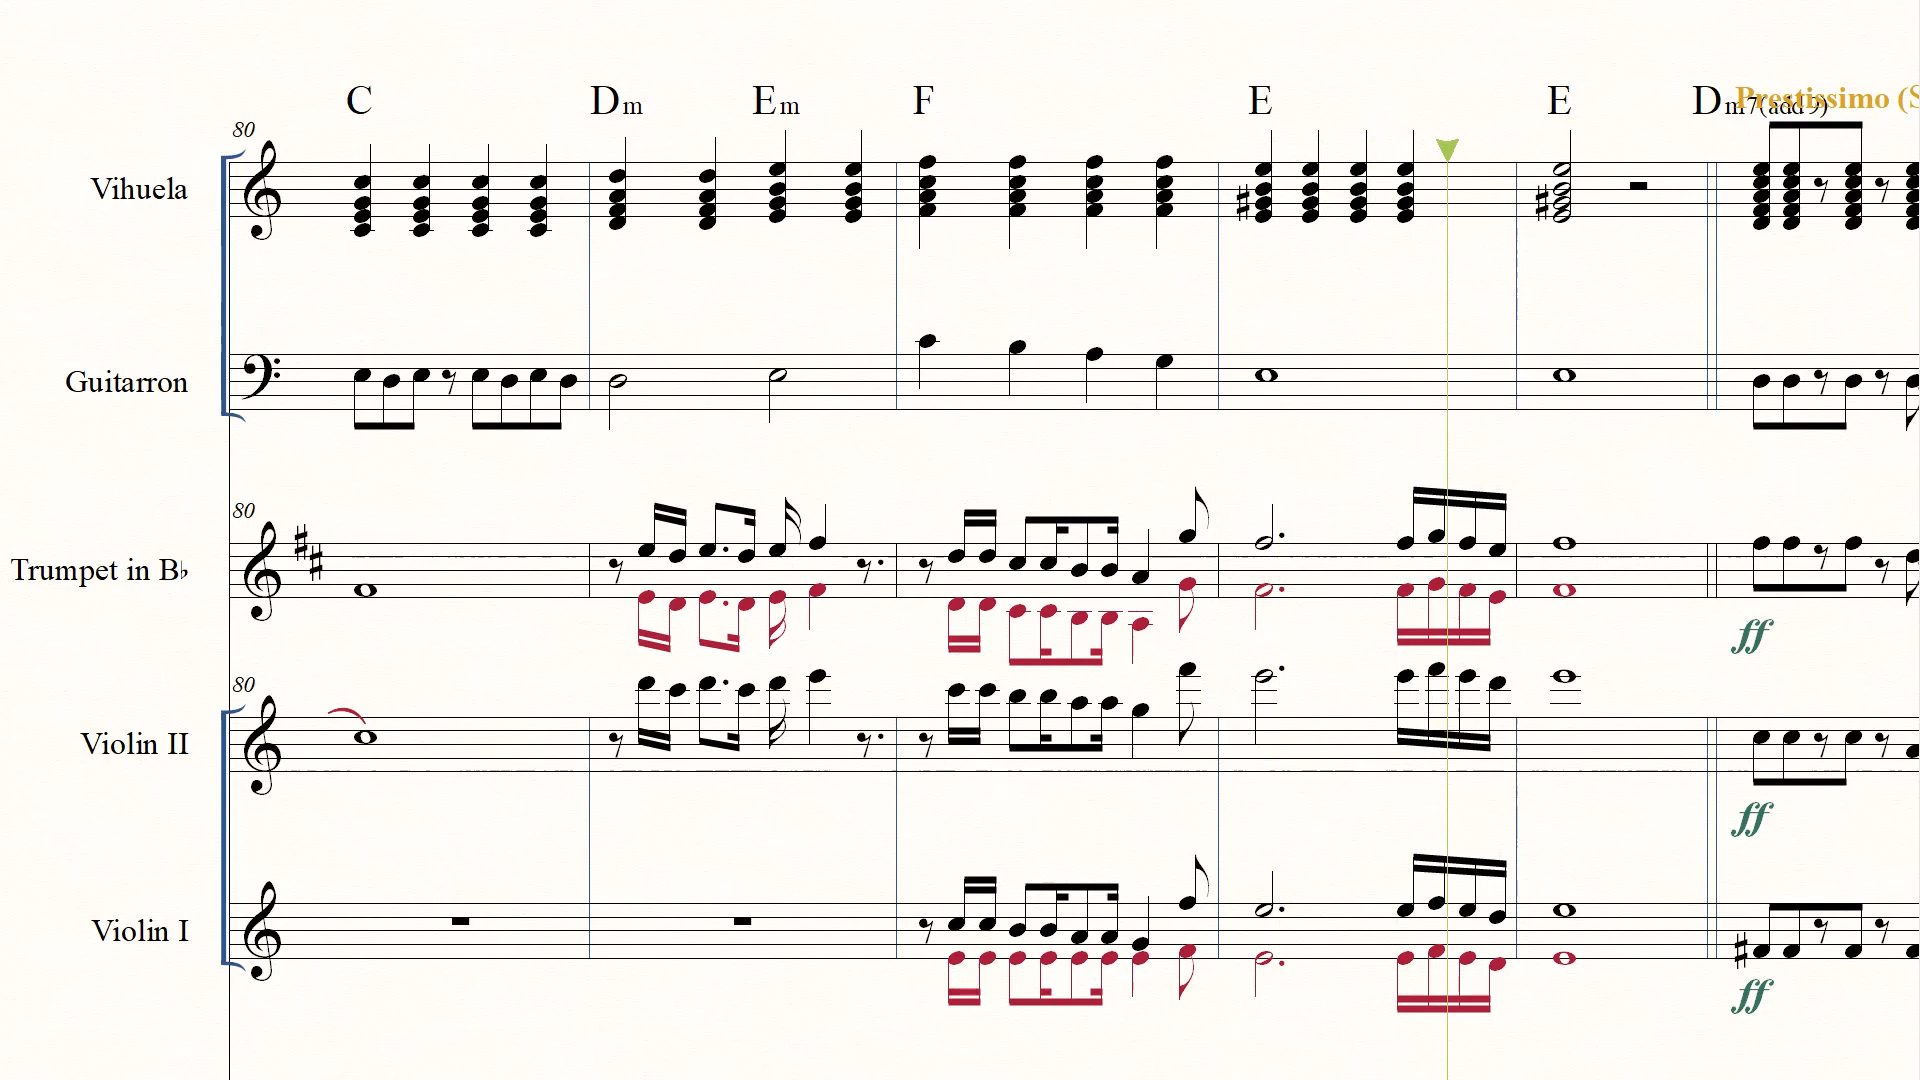 C Dm Em F E E Dm7(add9) Prestissimo (S
80
Vihuela
Guitarron
80
Trumpet in B♭
ff
80
Violin II
ff
Violin I
ff